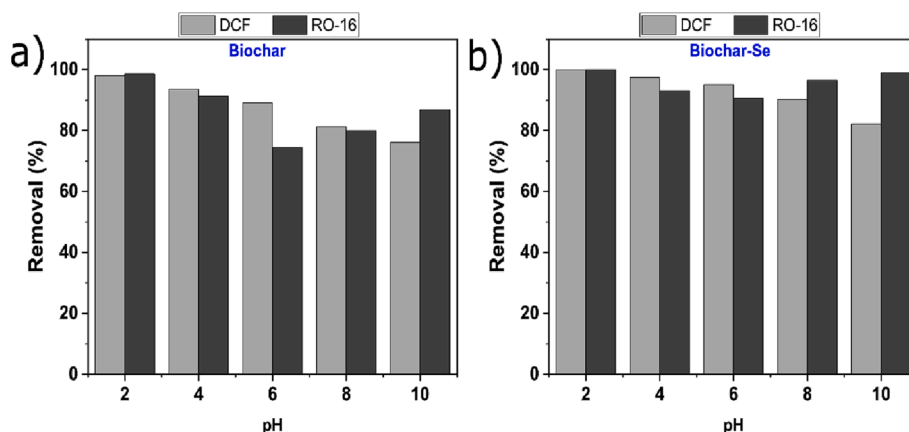 a)
DCF RO-16
Biochar
Removal (%)
100
80
60
40
20
0
2 4 6 8 10
pH
b)
DCF RO-16
Biochar-Se
Removal (%)
100
80
60
40
20
0
2 4 6 8 10
pH